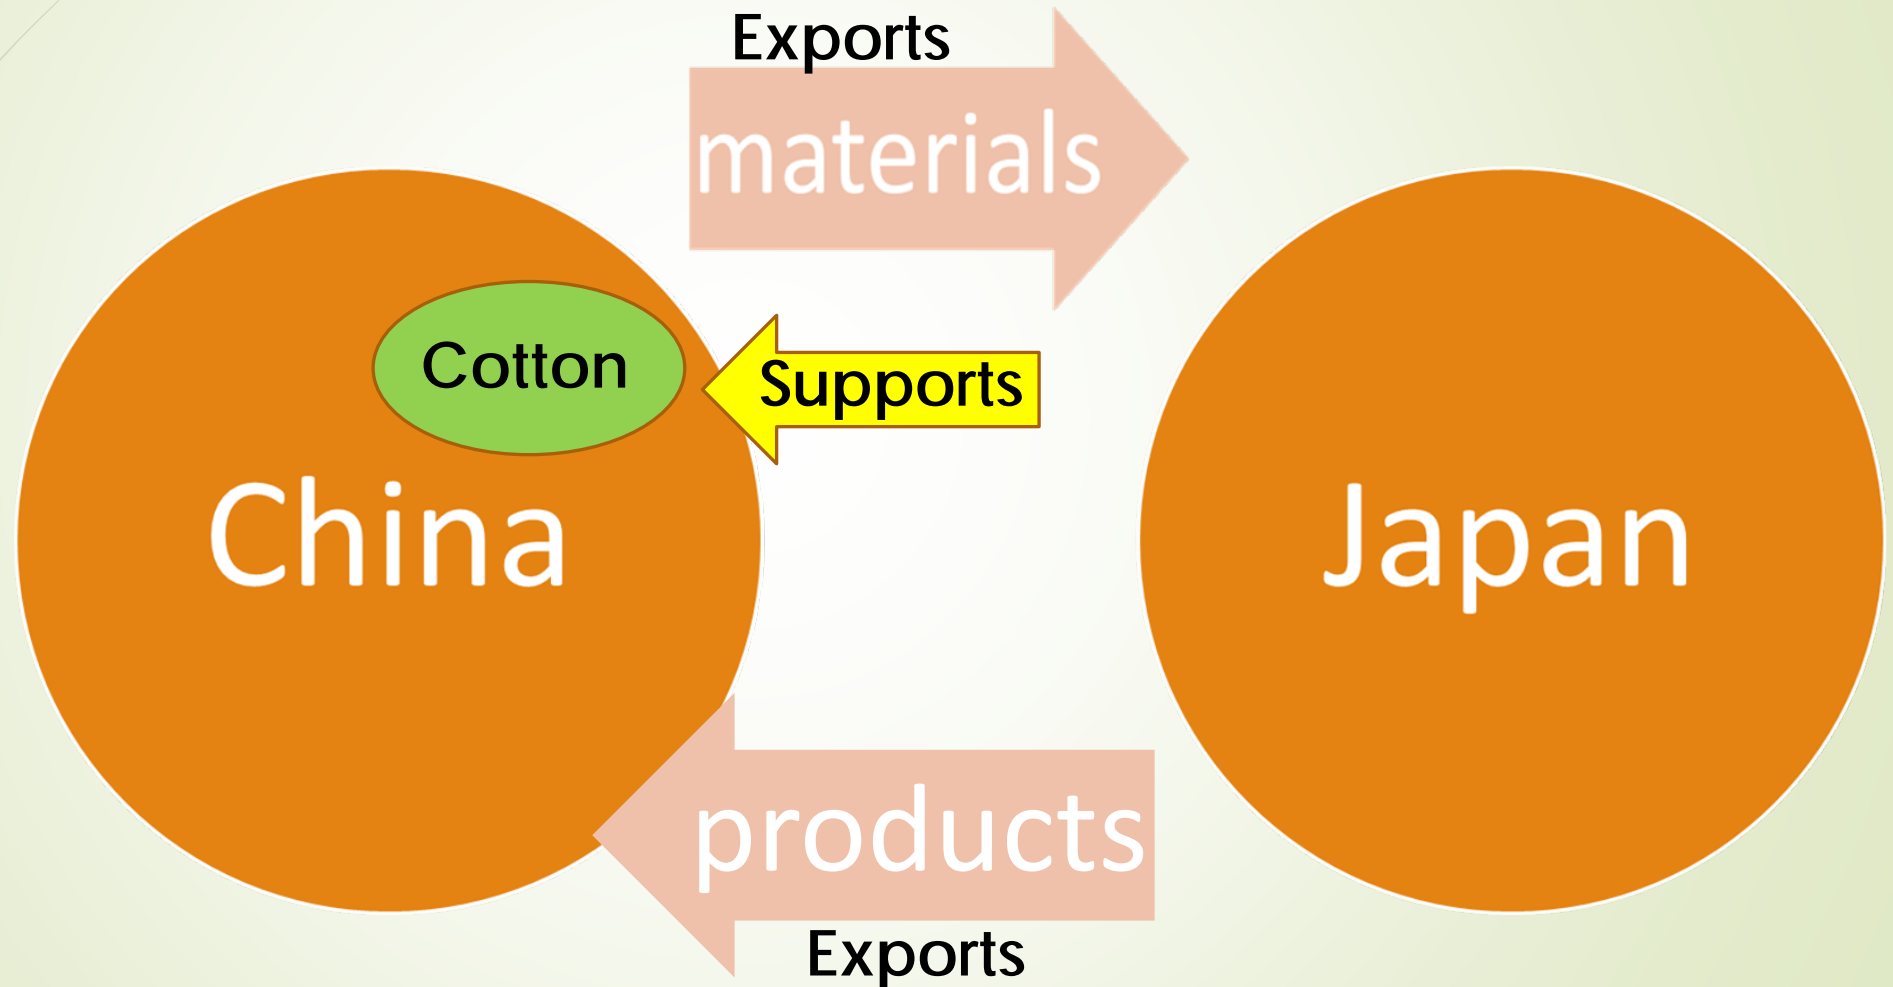 Exports
materials
Cotton
Supports
China
Japan
products
Exports